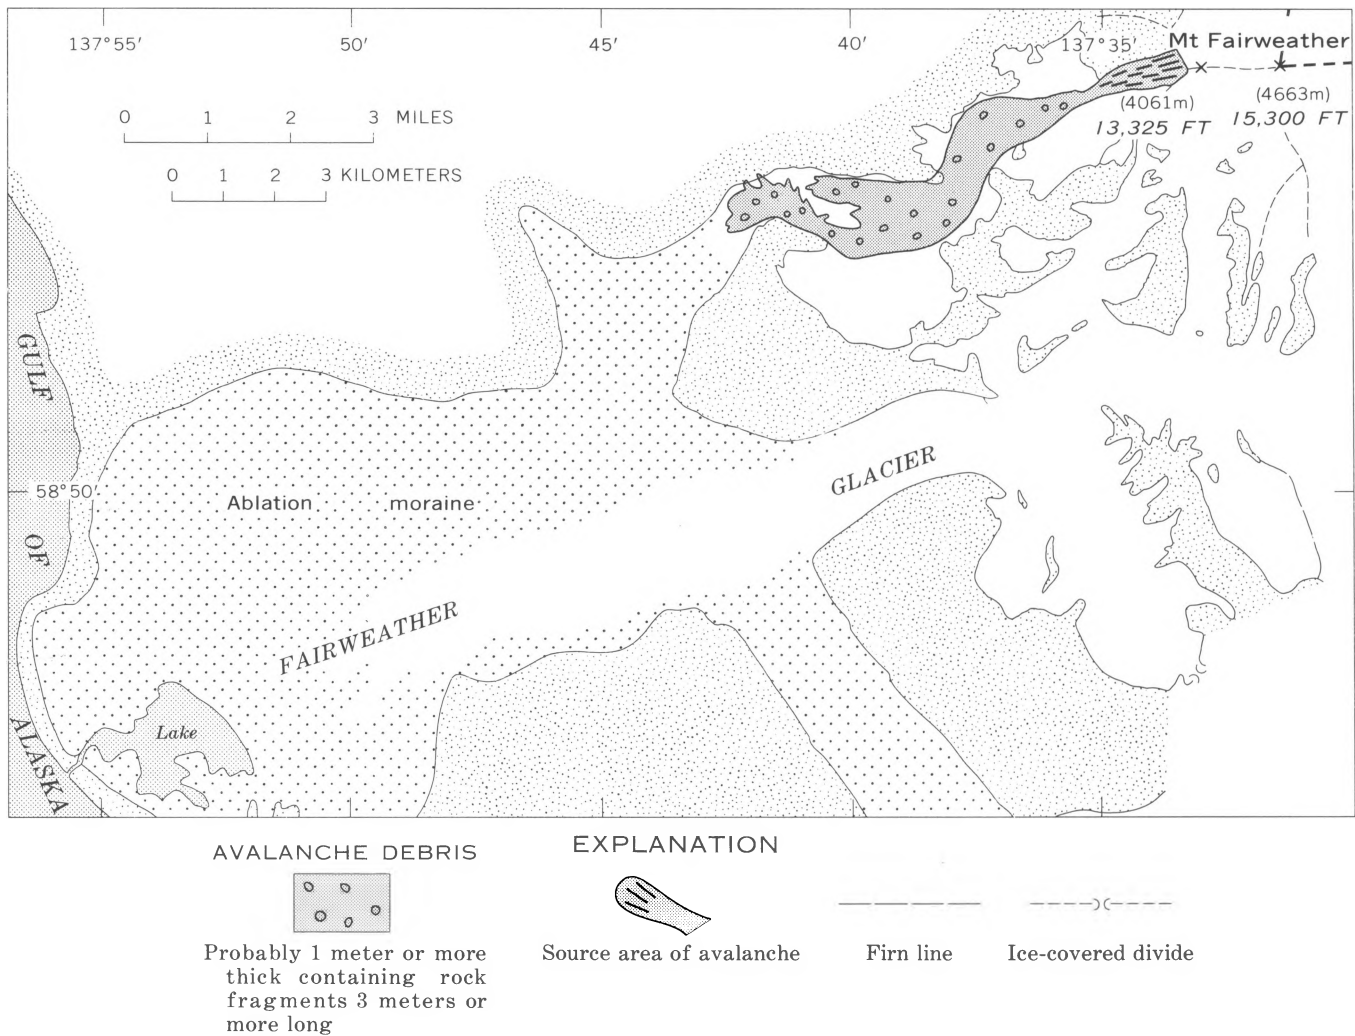 137°55′ 50′ 45′ 40′ 137°35′
Mt Fairweather
(4061m)
13,325 FT
(4663m)
15,300 FT
0 1 2 3 MILES
0 1 2 3 KILOMETERS
GULF
OF
ALASKA
58°50′
Ablation moraine
FAIRWEATHER
GLACIER
Lake
EXPLANATION
AVALANCHE DEBRIS
Probably 1 meter or more
thick containing rock
fragments 3 meters or
more long
Source area of avalanche
Firn line
Ice-covered divide